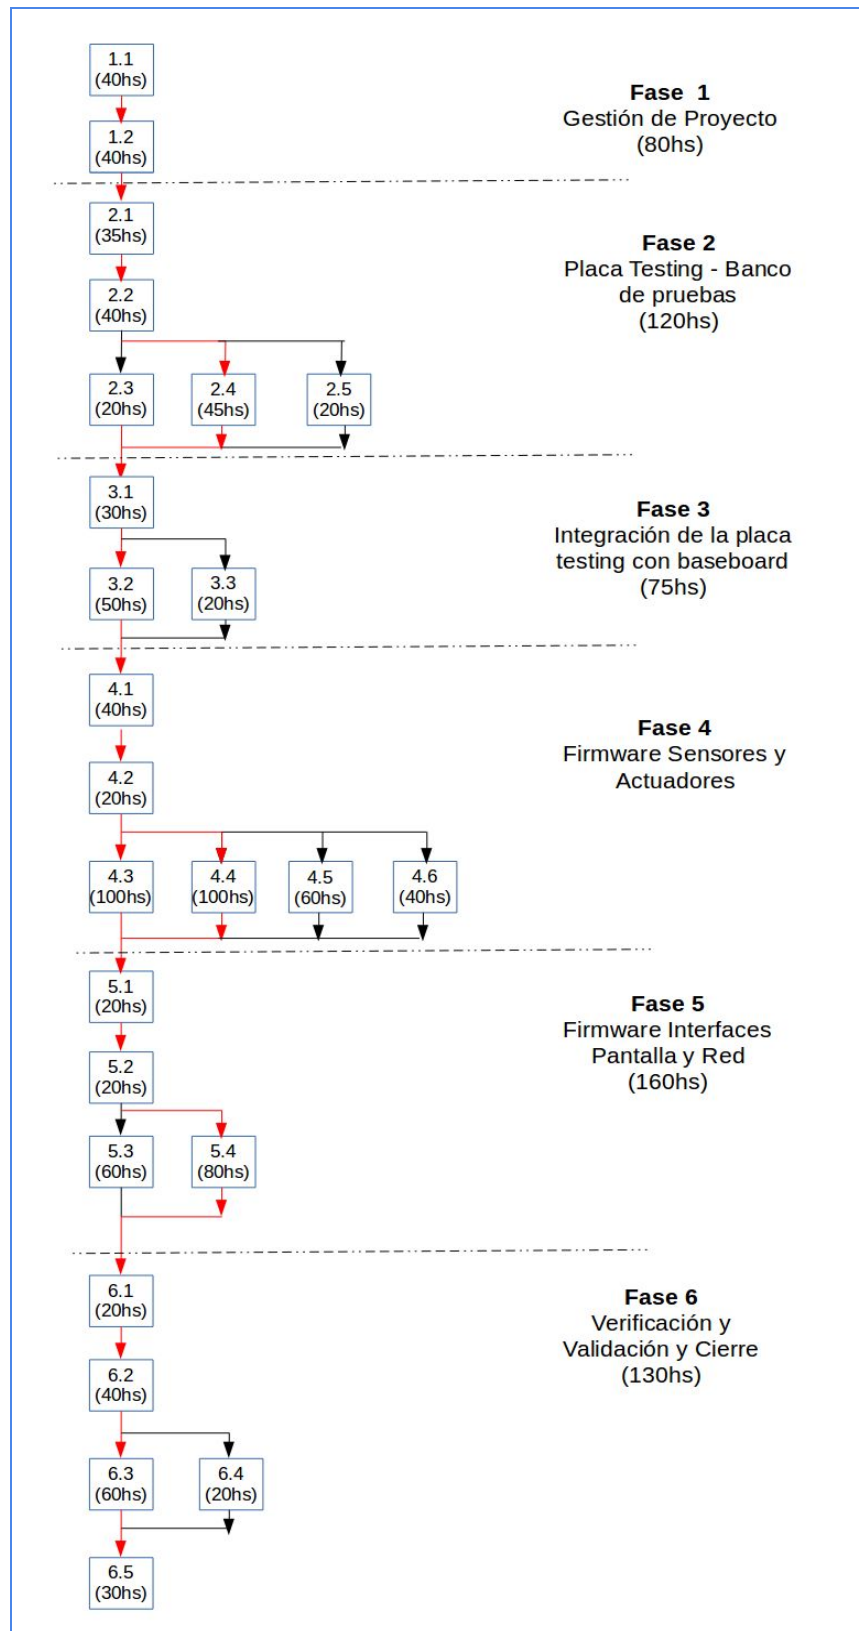 1.1
(40hs)
1.2
(40hs)
Fase  1
Gestión de Proyecto
(80hs)
2.1
(35hs)
2.2
(40hs)
2.3
(20hs)
2.4
(45hs)
2.5
(20hs)
Fase 2
Placa Testing - Banco
de pruebas
(120hs)
3.1
(30hs)
3.2
(50hs)
3.3
(20hs)
Fase 3
Integración de la placa
testing con baseboard
(75hs)
4.1
(40hs)
4.2
(20hs)
4.3
(100hs)
4.4
(100hs)
4.5
(60hs)
4.6
(40hs)
Fase 4
Firmware Sensores y
Actuadores
5.1
(20hs)
5.2
(20hs)
5.3
(60hs)
5.4
(80hs)
Fase 5
Firmware Interfaces
Pantalla y Red
(160hs)
6.1
(20hs)
6.2
(40hs)
6.3
(60hs)
6.4
(20hs)
6.5
(30hs)
Fase 6
Verificación y
Validación y Cierre
(130hs)